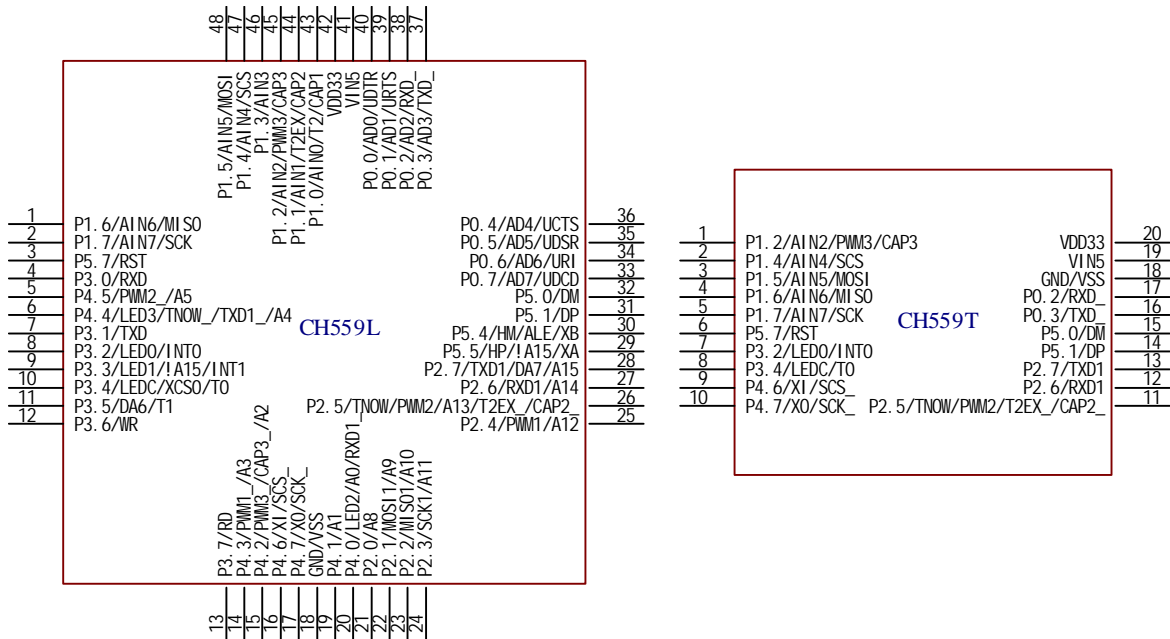 48 47 46 45 44 43 42 41 40 39 38 37
P1.5/AIN5/MOSI
P1.4/AIN4/SCS
P1.3/AIN3
P1.2/AIN2/PWM3/CAP3
P1.1/AIN1/T2EX/CAP2
P1.0/AIN0/T2/CAP1
VDD33
VIN5
P0.0/AD0/UDTR
P0.1/AD1/URTS
P0.2/AD2/RXD_
P0.3/AD3/TXD_
1 P1.6/AIN6/MISO
2 P1.7/AIN7/SCK
3 P5.7/RST
4 P3.0/RXD
5 P4.5/PWM2_/A5
6 P4.4/LED3/TNOW_/TXD1_/A4
7 P3.1/TXD
8 P3.2/LED0/INT0
9 P3.3/LED1/!A15/INT1
10 P3.4/LEDC/XCS0/T0
11 P3.5/DA6/T1
12 P3.6/WR
CH559L
P0.4/AD4/UCTS 36
P0.5/AD5/UDSR 35
P0.6/AD6/URI 34
P0.7/AD7/UDCD 33
P5.0/DM 32
P5.1/DP 31
P5.4/HM/ALE/XB 30
P5.5/HP/!A15/XA 29
P2.7/TXD1/DA7/A15 28
P2.6/RXD1/A14 27
P2.5/TNOW/PWM2/A13/T2EX_/CAP2_ 26
P2.4/PWM1/A12 25
P3.7/RD
P4.3/PWM1_/A3
P4.2/PWM3_/CAP3_/A2
P4.6/XI/SCS_
P4.7/XO/SCK_
GND/VSS
P4.1/A1
P4.0/LED2/A0/RXD1_
P2.0/A8
P2.1/MOSI1/A9
P2.2/MISO1/A10
P2.3/SCK1/A11
13 14 15 16 17 18 19 20 21 22 23 24
1 P1.2/AIN2/PWM3/CAP3
2 P1.4/AIN4/SCS
3 P1.5/AIN5/MOSI
4 P1.6/AIN6/MISO
5 P1.7/AIN7/SCK
6 P5.7/RST
7 P3.2/LED0/INT0
8 P3.4/LEDC/T0
9 P4.6/XI/SCS_
10 P4.7/XO/SCK_
CH559T
VDD33 20
VIN5 19
GND/VSS 18
P0.2/RXD_ 17
P0.3/TXD_ 16
P5.0/DM 15
P5.1/DP 14
P2.7/TXD1 13
P2.6/RXD1 12
P2.5/TNOW/PWM2/T2EX_/CAP2_ 11